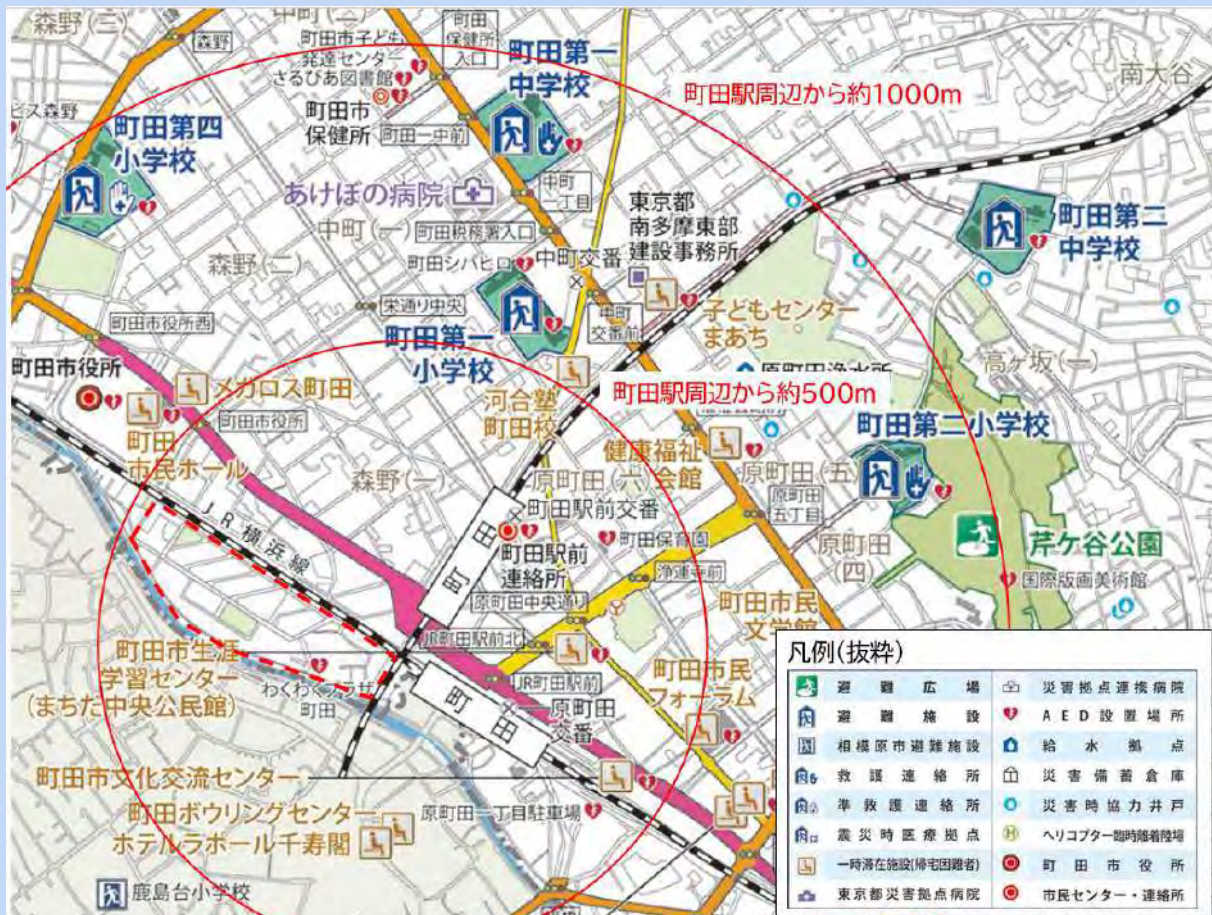 森野(三)
森野
中町(二)
町田市子ども
発達センター
さるびあ図書館
町田
保健所
入口
町田第一
中学校
町田駅周辺から約1000m
南大谷
ビス森野
町田第四
小学校
町田市
保健所
町田一中前
中町
一丁目
あけぼの病院
東京都
南多摩東部
建設事務所
町田第二
中学校
中町(一)
町田税務署入口
森野(二)
町田シバヒロ
中町交番
栄通り中央
中町
交番前
子どもセンター
まあち
町田市役所西
町田第一
小学校
高ヶ坂(一)
町田市役所
メガロス町田
原町田浄水所
町田駅周辺から約500m
町田市役所
河合塾
町田校
町田第二小学校
町田
市民ホール
健康福祉
会館
森野(一)
原町田(六)
原町田(五)
原町田
五丁目
JR横浜線
町田駅前交番
町田
町田駅前
連絡所
町田保育園
原町田
(四)
芹ケ谷公園
浄運寺前
国際版画美術館
原町田中央通り
町田市民
文学館
JR町田駅前北
町田市生涯
学習センター
(まちだ中央公民館)
わくわくプラザ
町田
JR町田駅前
町田市民
フォーラム
町田
原町田
交番
町田市文化交流センター
町田ボウリングセンター
原町田一丁目駐車場
ホテルラポール千寿閣
鹿島台小学校
凡例(抜粋)
避難広場
災害拠点連携病院
避難施設
AED設置場所
相模原市避難施設
給水拠点
救護連絡所
災害備蓄倉庫
準救護連絡所
災害時協力井戸
震災時医療拠点
ヘリコプター臨時離着陸場
一時滞在施設(帰宅困難者)
町田市役所
東京都災害拠点病院
市民センター・連絡所